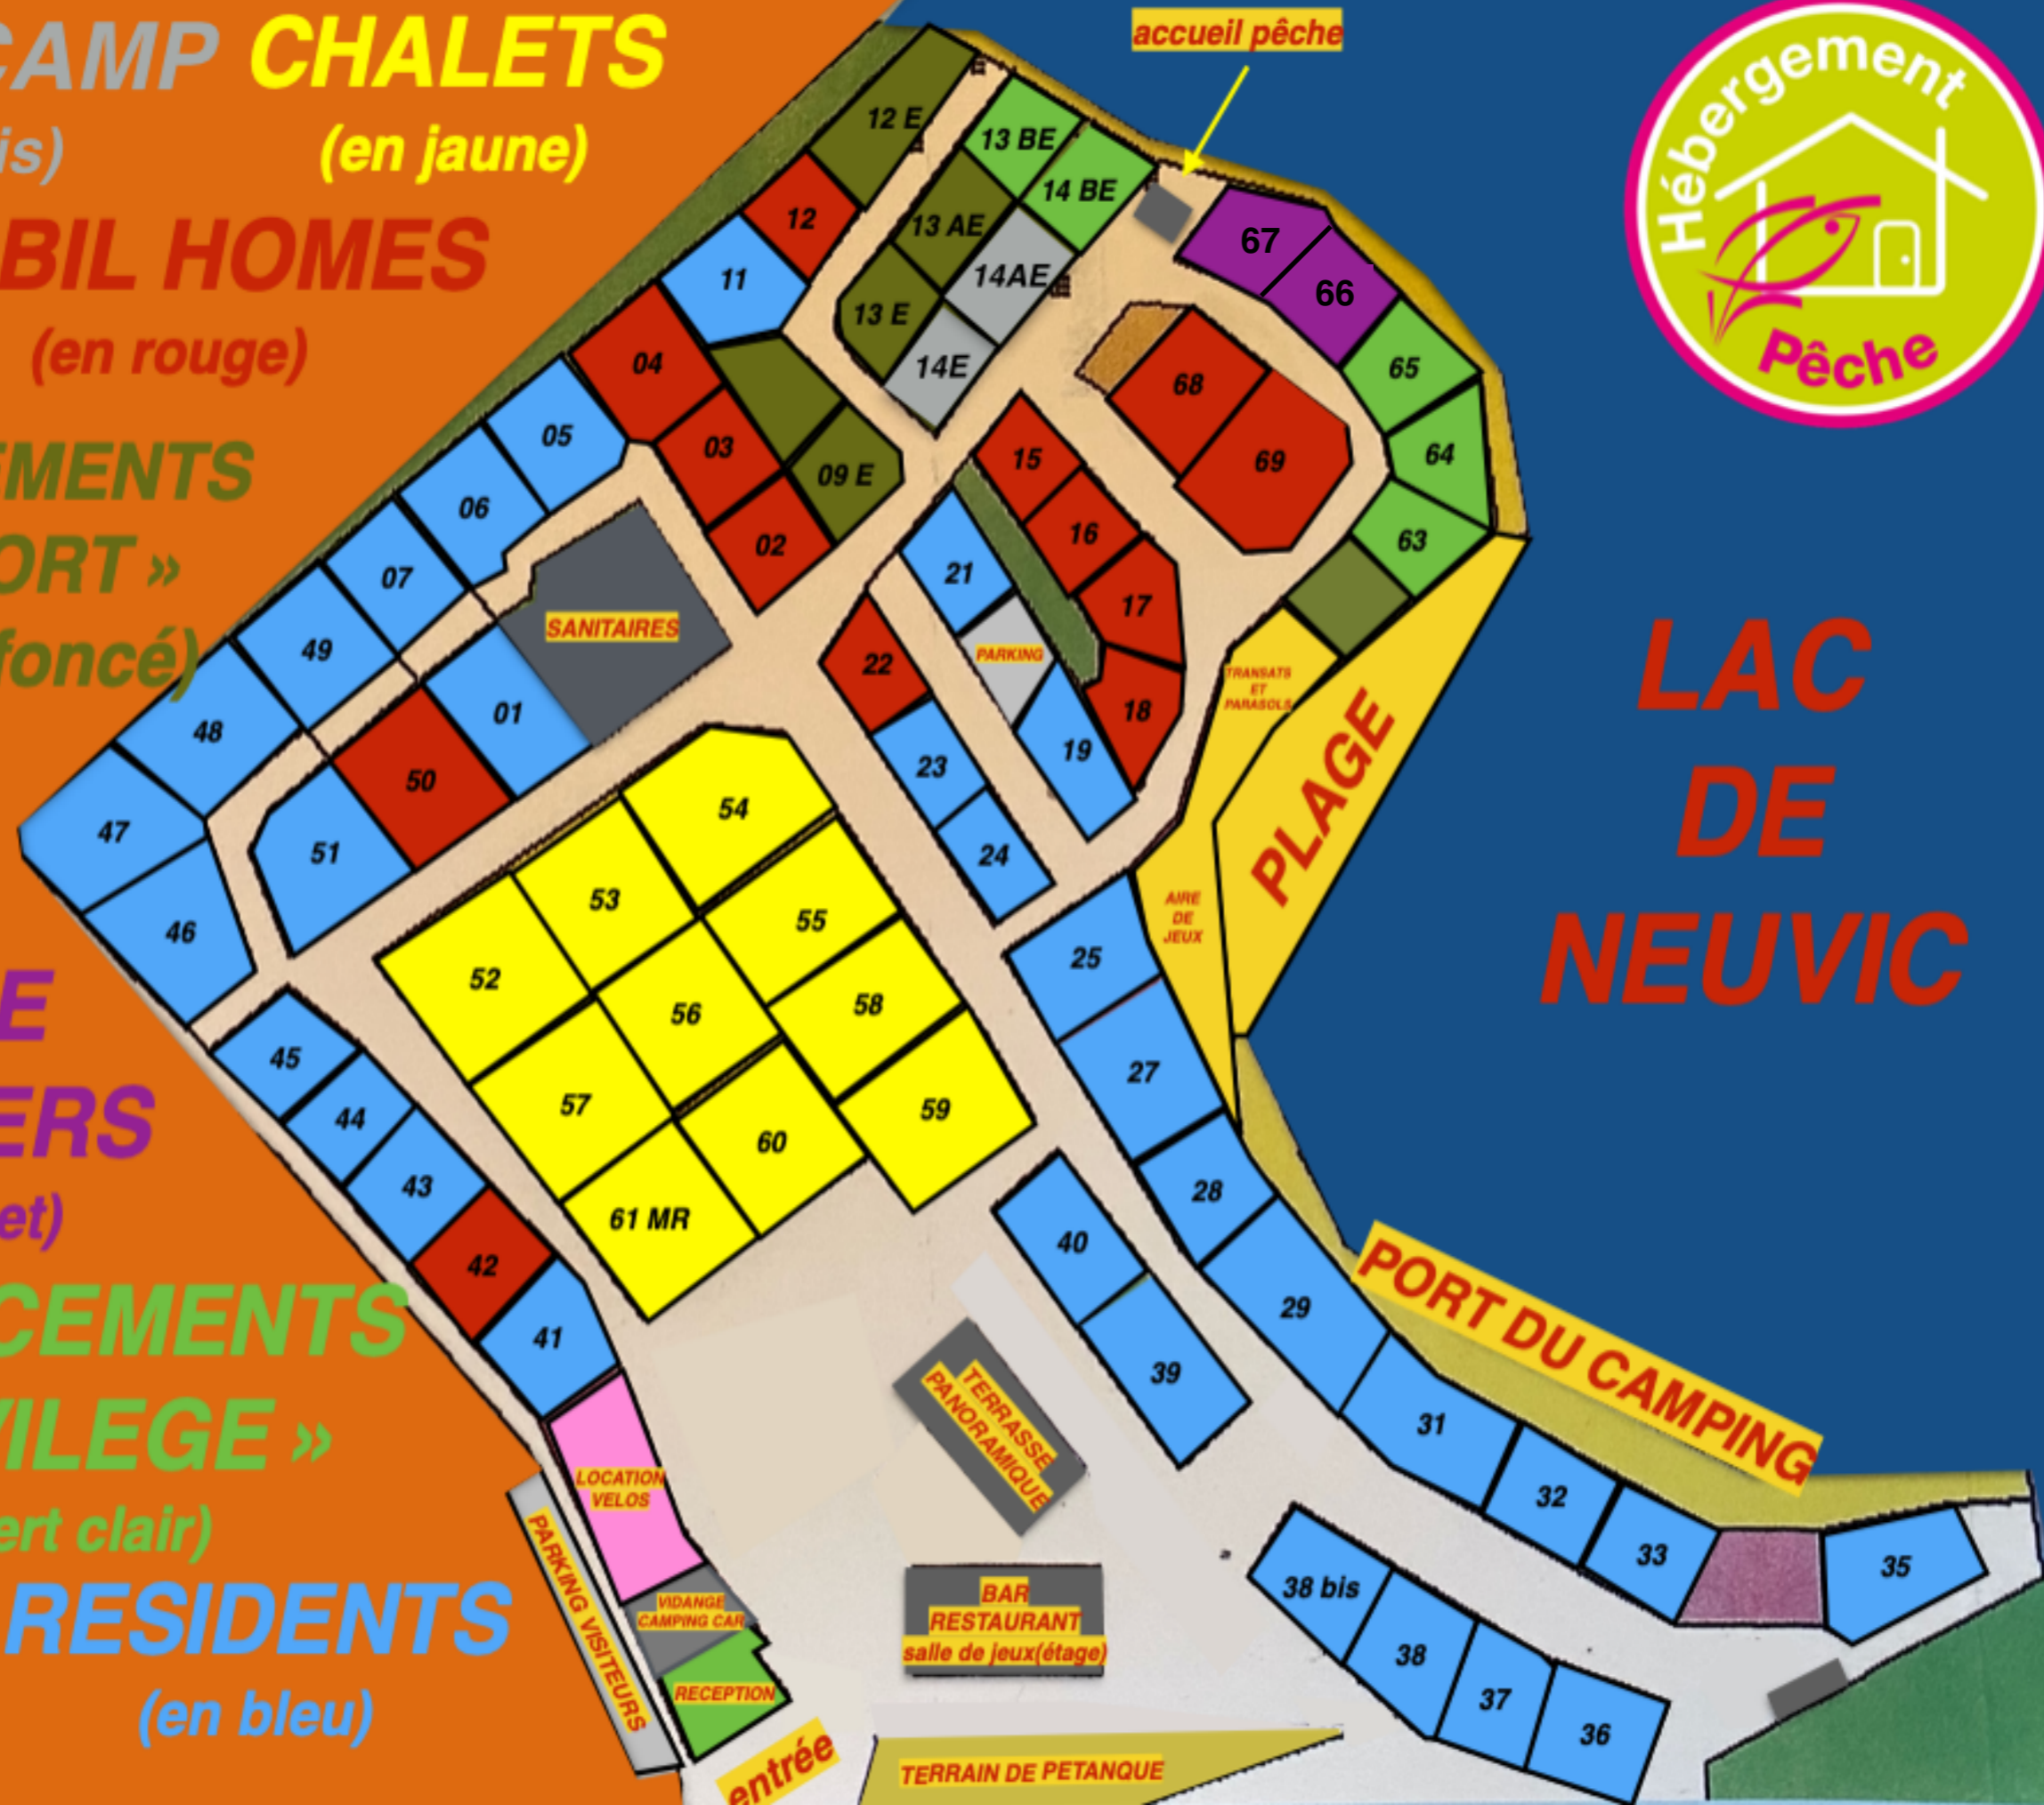 CAMP CHALETS
is) (en jaune)
BIL HOMES
(en rouge)
EMENTS
ORT »
foncé)
E
ERS
et)
CEMENTS
VILEGE »
ert clair)
RESIDENTS
(en bleu)
accueil pêche
Hébergement
Pêche
LAC
DE
NEUVIC
12 E
13 BE
14 BE
12
13 AE
11
14AE
13 E
14E
67
66
65
64
63
68
69
04
03
02
09 E
05
06
07
49
48
47
46
SANITAIRES
01
50
51
15
16
17
18
21
PARKING
19
22
23
24
TRANSATS
ET
PARASOLS
PLAGE
AIRE
DE
JEUX
54
53
55
52
56
58
57
60
59
61 MR
45
44
43
42
41
25
27
28
29
31
32
33
35
40
39
38 bis
38
37
36
PORT DU CAMPING
TERRASSE
PANORAMIQUE
LOCATION
VELOS
PARKING VISITEURS
VIDANGE
CAMPING CAR
RECEPTION
BAR
RESTAURANT
salle de jeux(étage)
entrée
TERRAIN DE PETANQUE